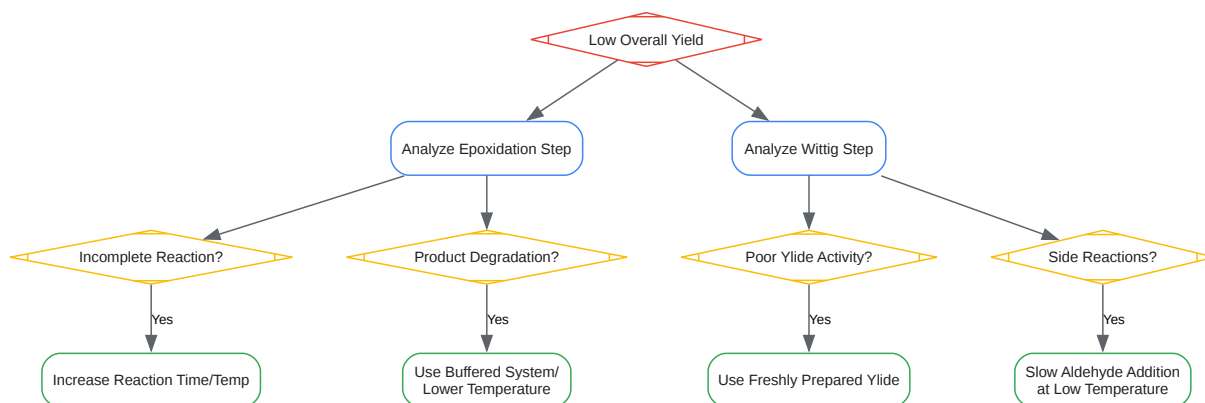 Low Overall Yield
Analyze Epoxidation Step
Analyze Wittig Step
Incomplete Reaction?
Product Degradation?
Poor Ylide Activity?
Side Reactions?
Yes
Yes
Yes
Yes
Increase Reaction Time/Temp
Use Buffered System/
Lower Temperature
Use Freshly Prepared Ylide
Slow Aldehyde Addition
at Low Temperature